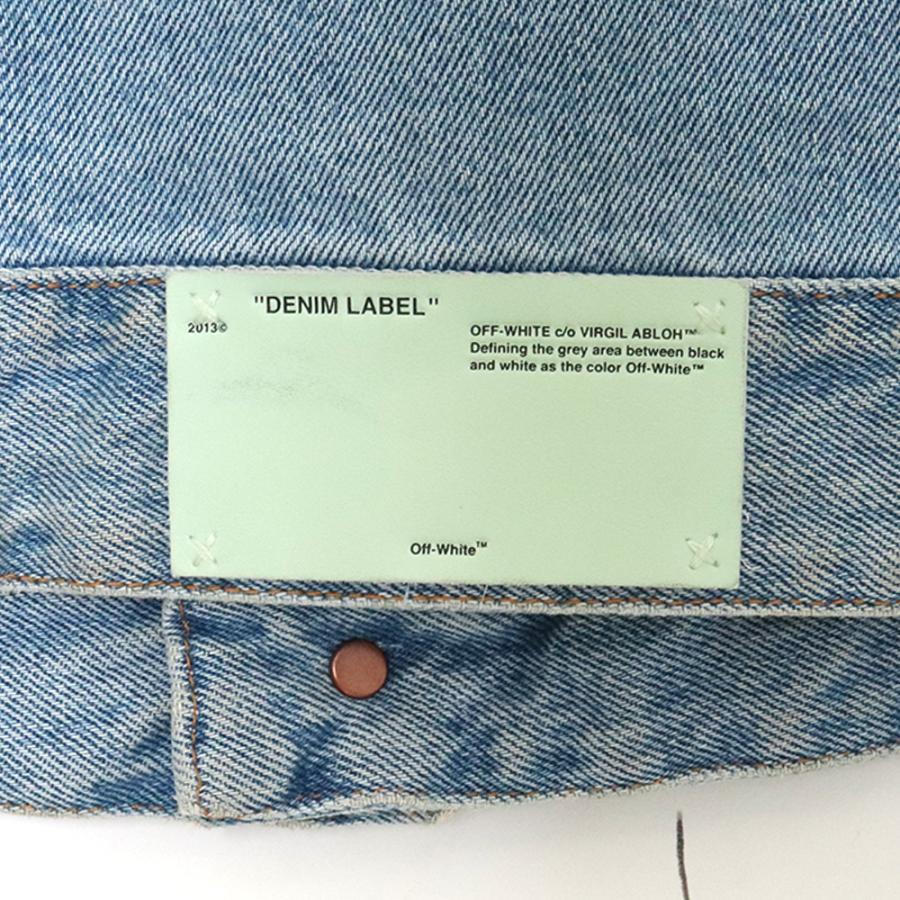 "DENIM LABEL"
2013©
OFF-WHITE c/o VIRGIL ABLOH™
Defining the grey area between black
and white as the color Off-White™
Off-White™